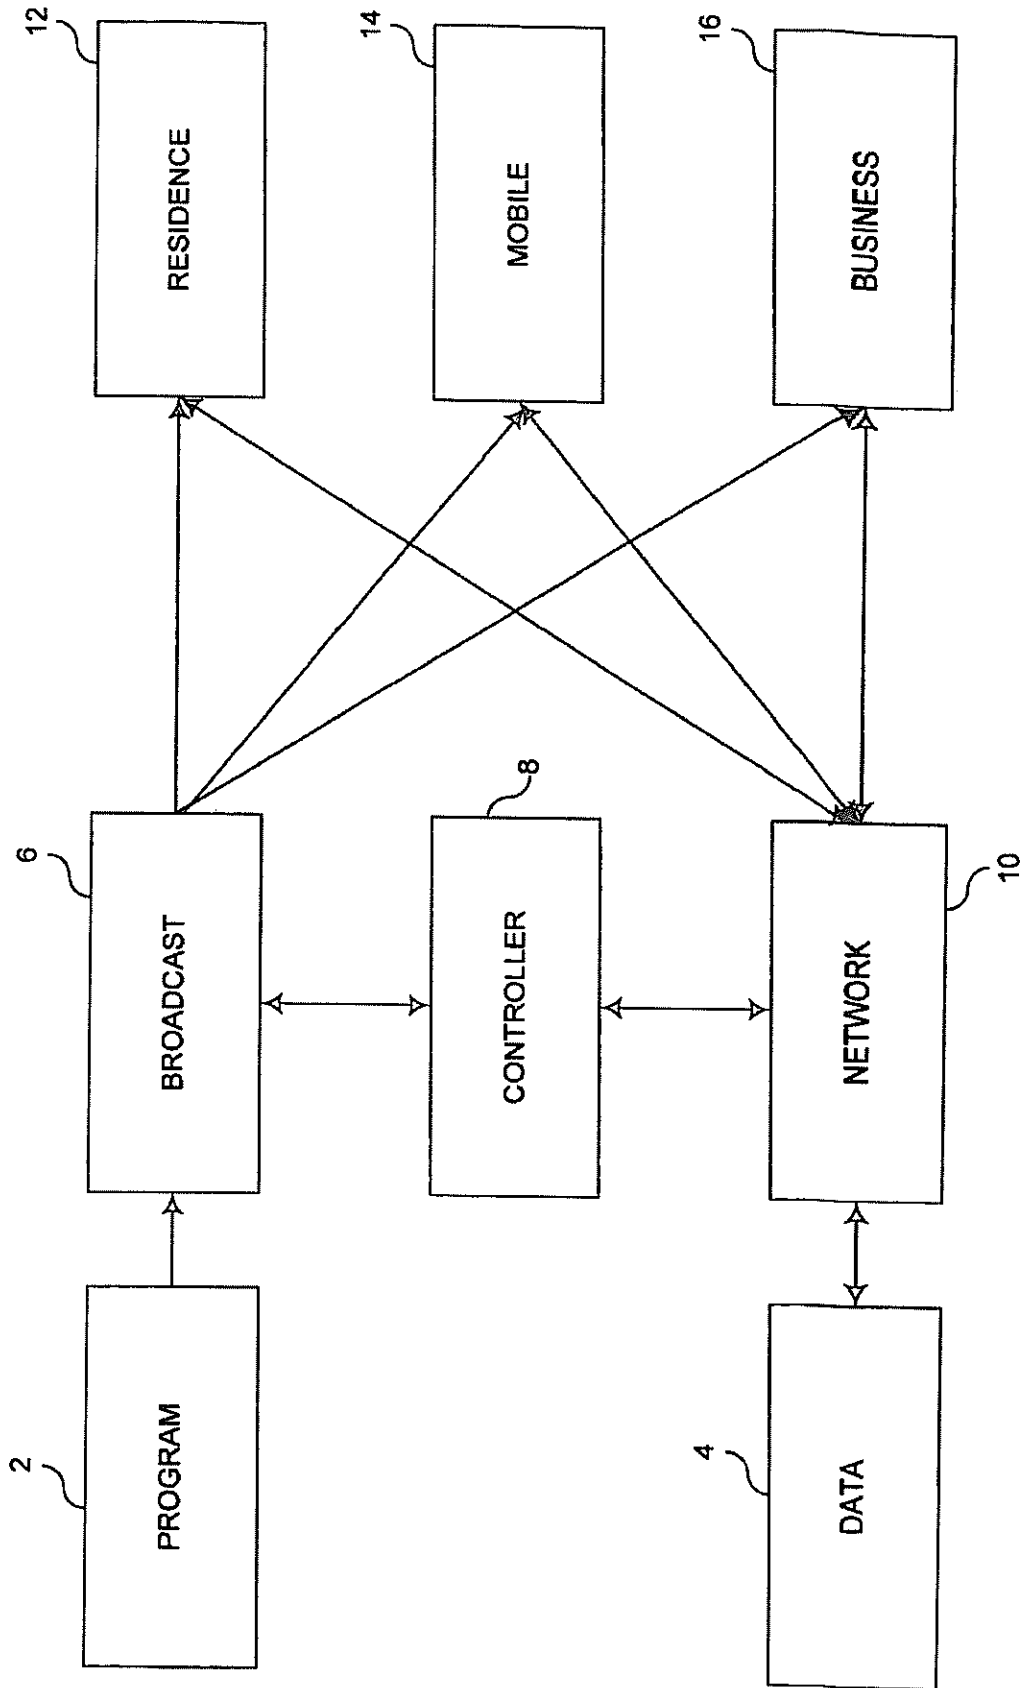 12
RESIDENCE
14
MOBILE
16
BUSINESS
6
BROADCAST
8
CONTROLLER
10
NETWORK
2
PROGRAM
4
DATA